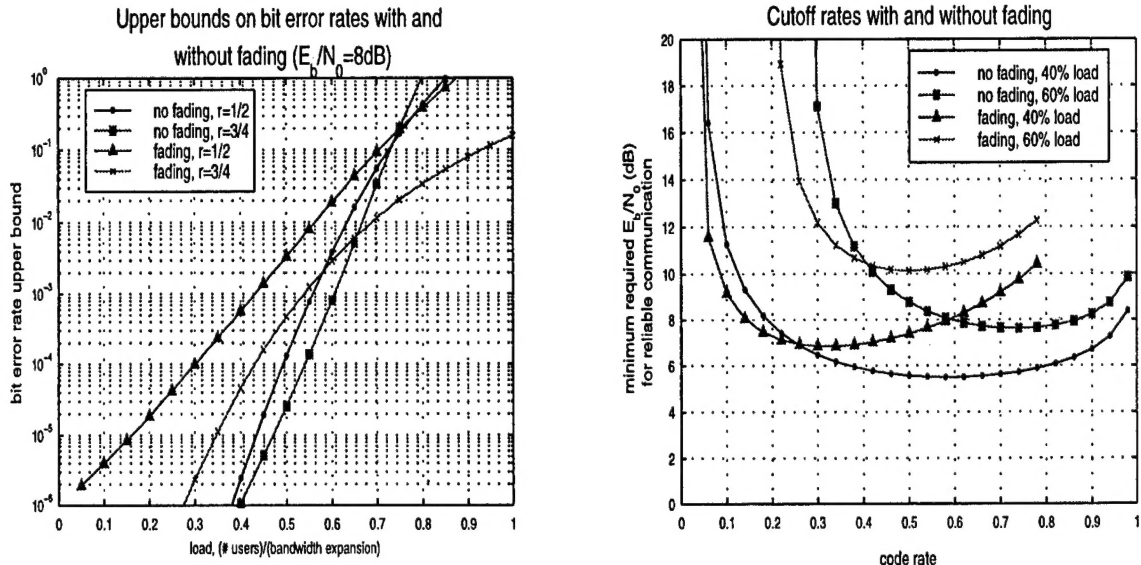 Upper bounds on bit error rates with and
without fading (E_b/N_0=8dB)
10^0
10^-1
10^-2
10^-3
10^-4
10^-5
10^-6
bit error rate upper bound
no fading, r=1/2
no fading, r=3/4
fading, r=1/2
fading, r=3/4
0 0.1 0.2 0.3 0.4 0.5 0.6 0.7 0.8 0.9 1
load, (# users)/(bandwidth expansion)
Cutoff rates with and without fading
20
18
16
14
12
10
8
6
4
2
0
minimum required E_b/N_o (dB)
for reliable communication
no fading, 40% load
no fading, 60% load
fading, 40% load
fading, 60% load
0 0.1 0.2 0.3 0.4 0.5 0.6 0.7 0.8 0.9 1
code rate